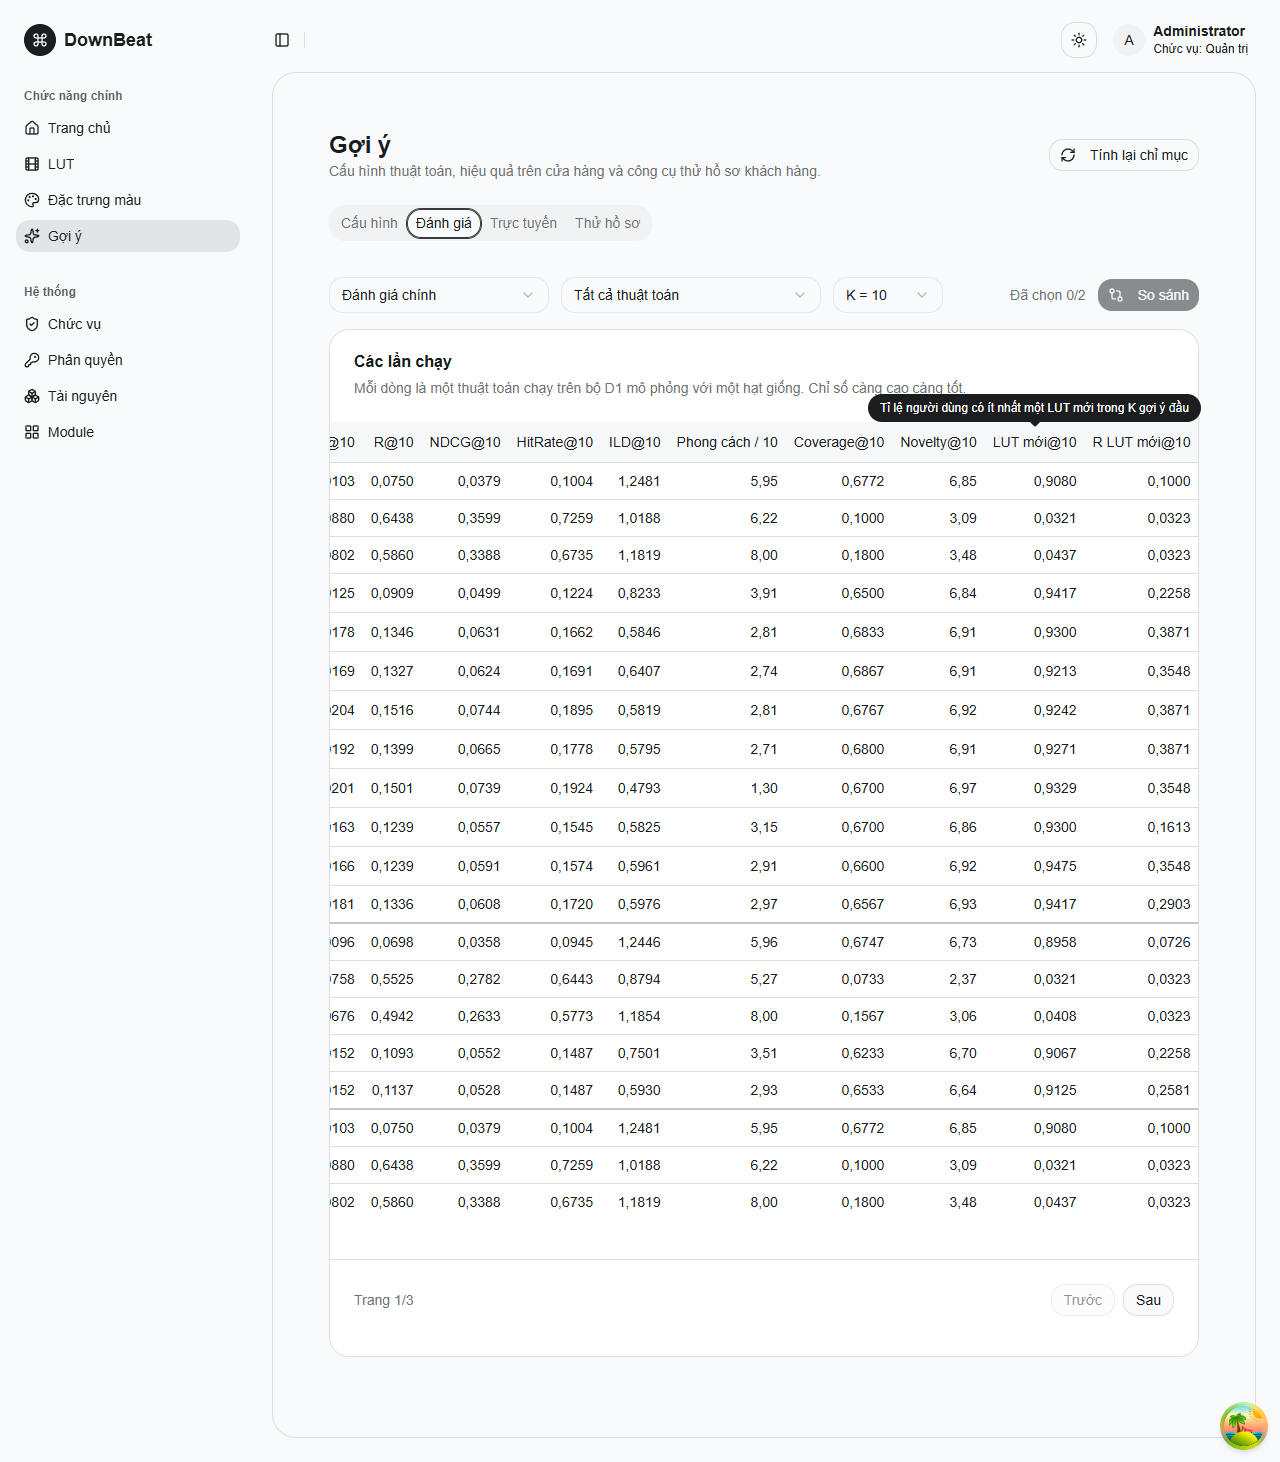 DownBeat
Administrator
A
Chức vụ: Quản trị
Chức năng chính
Trang chủ
LUT
Đặc trưng màu
Gợi ý
Hệ thống
Chức vụ
Phân quyền
Tài nguyên
Module
Gợi ý
Cấu hình thuật toán, hiệu quả trên cửa hàng và công cụ thử hồ sơ khách hàng.
Tính lại chỉ mục
Cấu hình Đánh giá Trực tuyến Thử hồ sơ
Đánh giá chính Tất cả thuật toán K = 10 Đã chọn 0/2 So sánh
Các lần chạy
Mỗi dòng là một thuật toán chạy trên bộ D1 mô phỏng với một hạt giống. Chỉ số càng cao càng tốt.
Tỉ lệ người dùng có ít nhất một LUT mới trong K gợi ý đầu
@10 R@10 NDCG@10 HitRate@10 ILD@10 Phong cách / 10 Coverage@10 Novelty@10 LUT mới@10 R LUT mới@10
103 0,0750 0,0379 0,1004 1,2481 5,95 0,6772 6,85 0,9080 0,1000
880 0,6438 0,3599 0,7259 1,0188 6,22 0,1000 3,09 0,0321 0,0323
802 0,5860 0,3388 0,6735 1,1819 8,00 0,1800 3,48 0,0437 0,0323
125 0,0909 0,0499 0,1224 0,8233 3,91 0,6500 6,84 0,9417 0,2258
178 0,1346 0,0631 0,1662 0,5846 2,81 0,6833 6,91 0,9300 0,3871
169 0,1327 0,0624 0,1691 0,6407 2,74 0,6867 6,91 0,9213 0,3548
204 0,1516 0,0744 0,1895 0,5819 2,81 0,6767 6,92 0,9242 0,3871
192 0,1399 0,0665 0,1778 0,5795 2,71 0,6800 6,91 0,9271 0,3871
201 0,1501 0,0739 0,1924 0,4793 1,30 0,6700 6,97 0,9329 0,3548
163 0,1239 0,0557 0,1545 0,5825 3,15 0,6700 6,86 0,9300 0,1613
166 0,1239 0,0591 0,1574 0,5961 2,91 0,6600 6,92 0,9475 0,3548
181 0,1336 0,0608 0,1720 0,5976 2,97 0,6567 6,93 0,9417 0,2903
096 0,0698 0,0358 0,0945 1,2446 5,96 0,6747 6,73 0,8958 0,0726
758 0,5525 0,2782 0,6443 0,8794 5,27 0,0733 2,37 0,0321 0,0323
676 0,4942 0,2633 0,5773 1,1854 8,00 0,1567 3,06 0,0408 0,0323
152 0,1093 0,0552 0,1487 0,7501 3,51 0,6233 6,70 0,9067 0,2258
152 0,1137 0,0528 0,1487 0,5930 2,93 0,6533 6,64 0,9125 0,2581
103 0,0750 0,0379 0,1004 1,2481 5,95 0,6772 6,85 0,9080 0,1000
880 0,6438 0,3599 0,7259 1,0188 6,22 0,1000 3,09 0,0321 0,0323
802 0,5860 0,3388 0,6735 1,1819 8,00 0,1800 3,48 0,0437 0,0323
Trang 1/3
Trước Sau